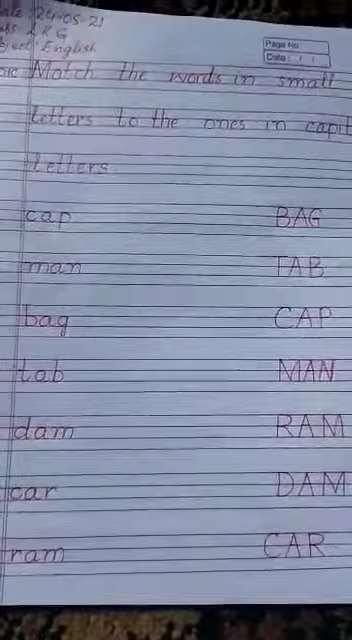 24-05-21
K G
English
Page No
Date: / /
Match the words in small
letters to the ones in capit
letters
cap BAG
man TAB
bag CAP
tab MAN
dam RAM
car DAM
ram CAR